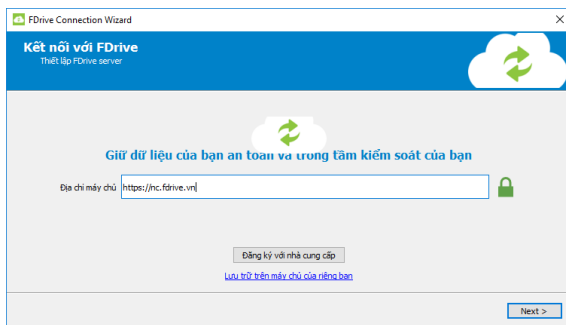 FDrive Connection Wizard
Kết nối với FDrive
Thiết lập FDrive server
Giữ dữ liệu của bạn an toàn và trong tầm kiểm soát của bạn
Địa chỉ máy chủ https://nc.fdrive.vn
Đăng ký với nhà cung cấp
Lưu trữ trên máy chủ của riêng bạn
Next >